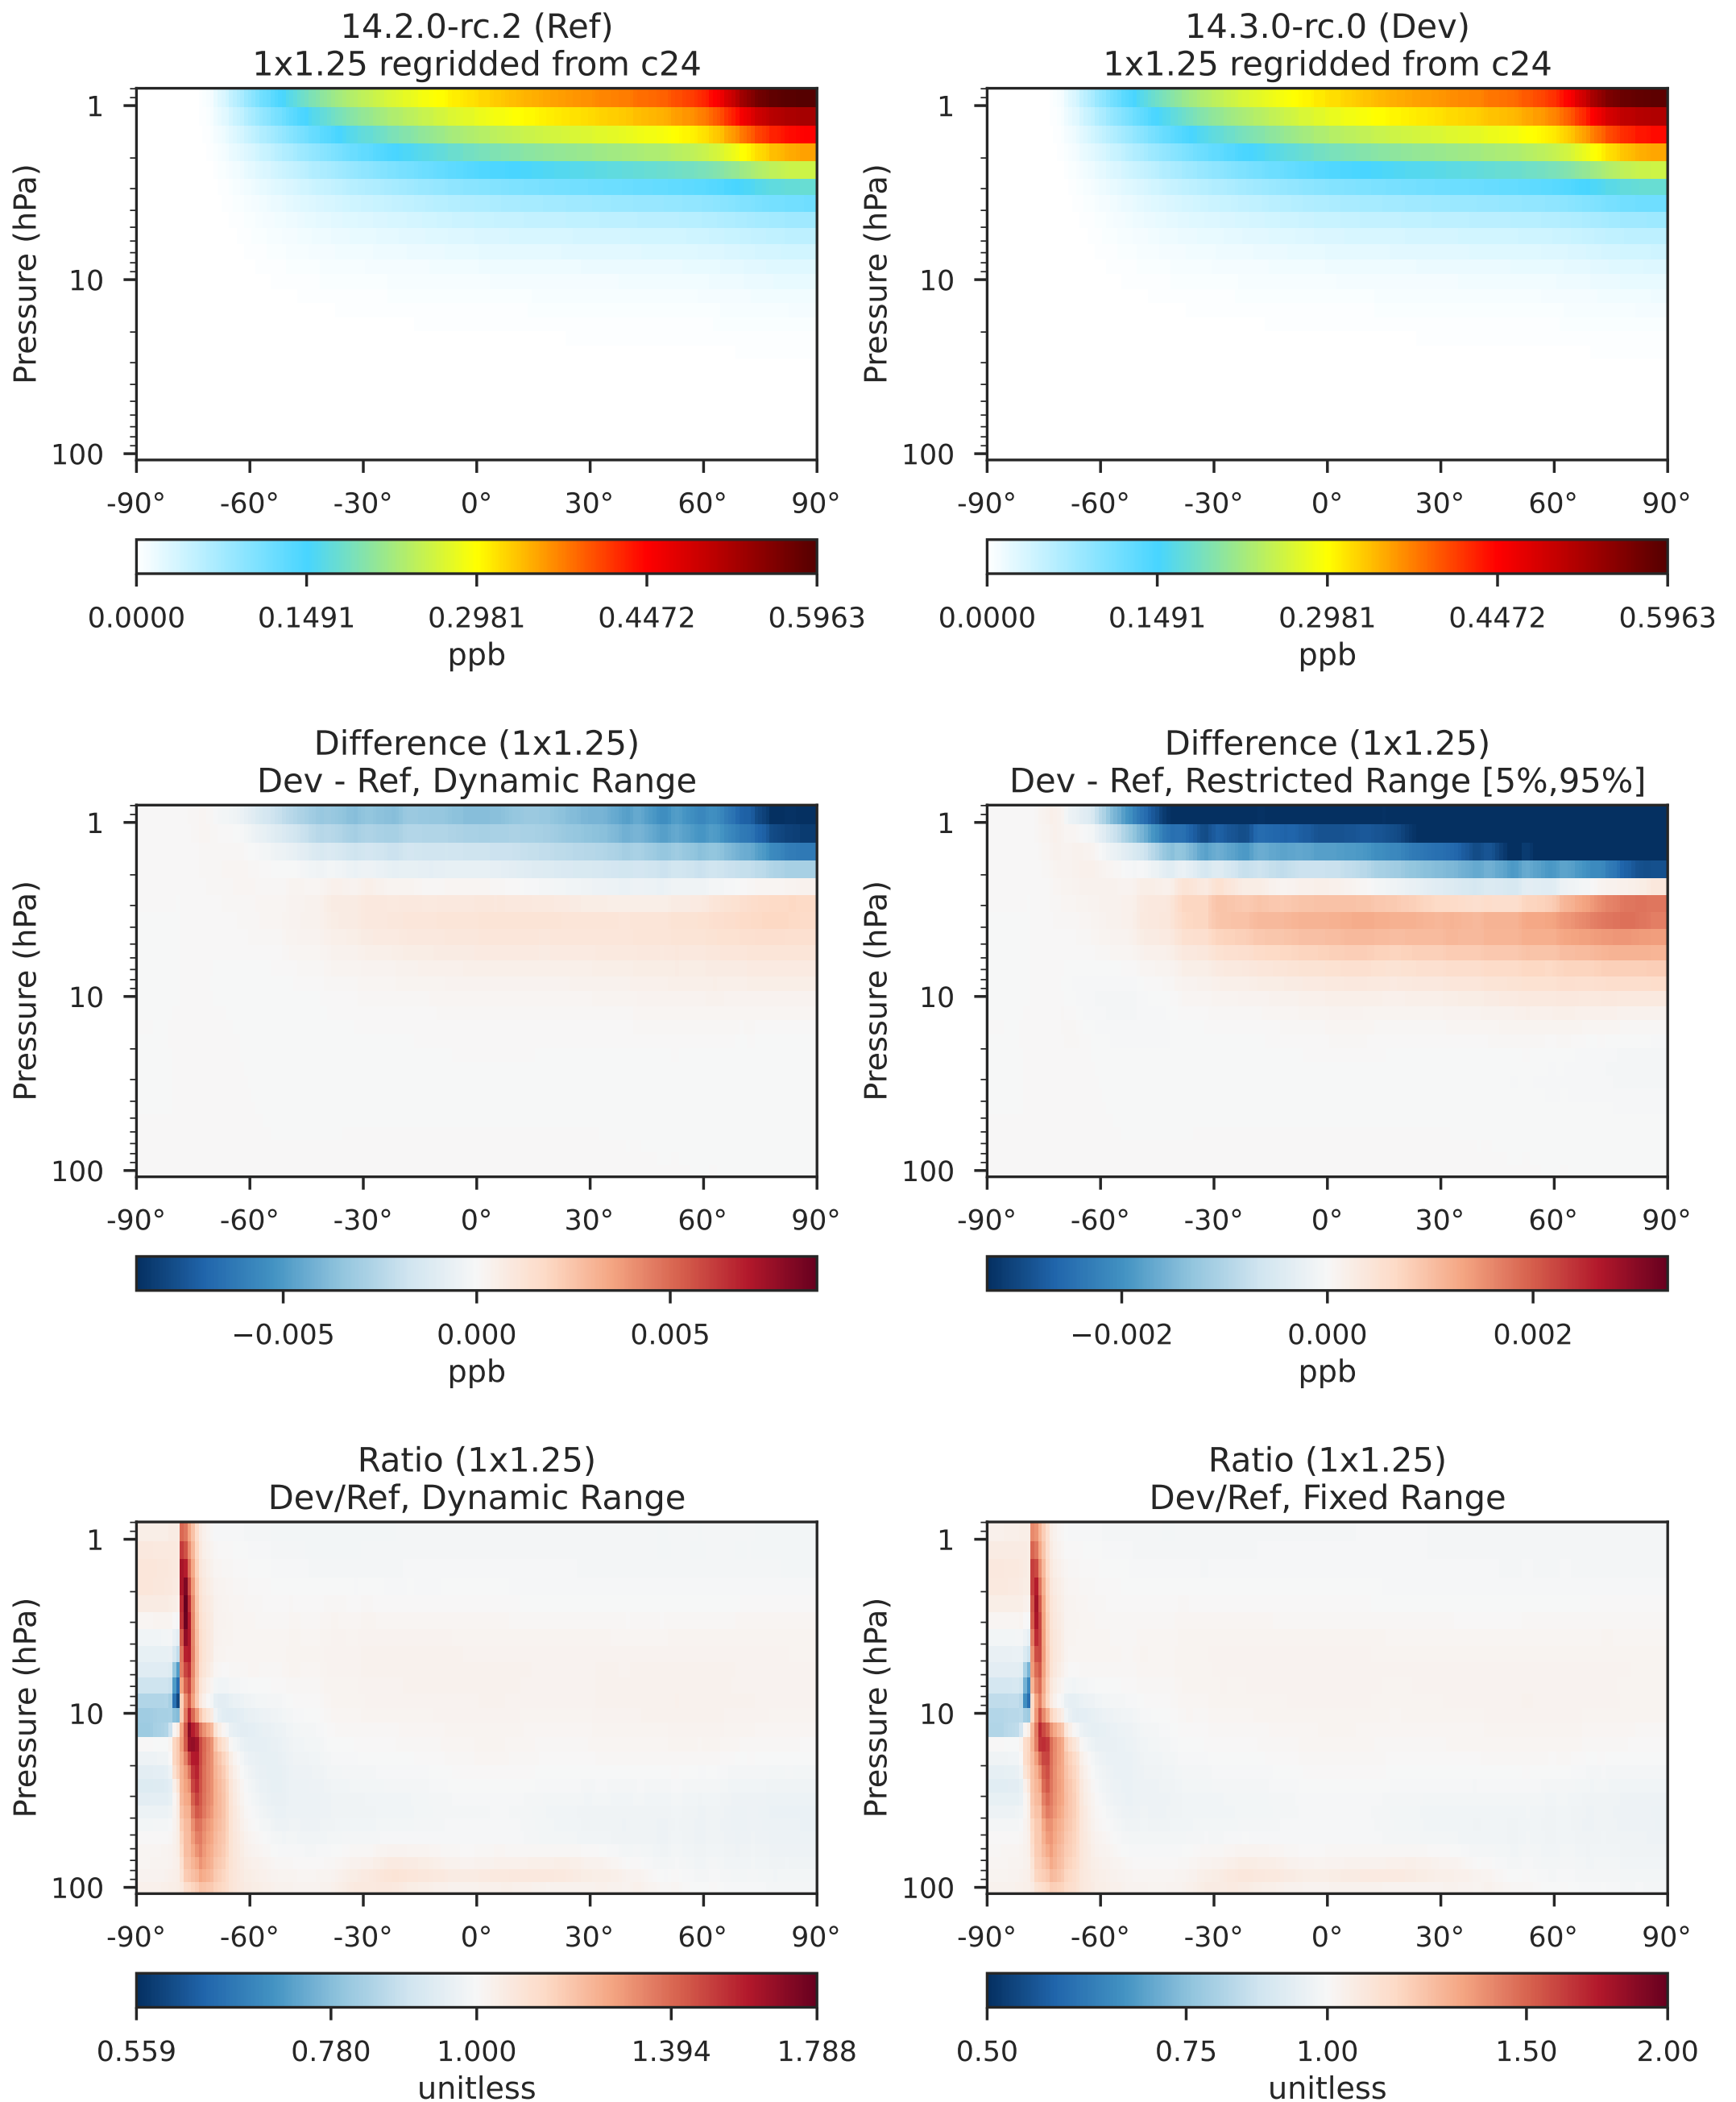 14.2.0-rc.2 (Ref)
1x1.25 regridded from c24
Pressure (hPa)
1
10
100
-90° -60° -30° 0° 30° 60° 90°
0.0000 0.1491 0.2981 0.4472 0.5963
ppb
14.3.0-rc.0 (Dev)
1x1.25 regridded from c24
Pressure (hPa)
1
10
100
-90° -60° -30° 0° 30° 60° 90°
0.0000 0.1491 0.2981 0.4472 0.5963
ppb
Difference (1x1.25)
Dev - Ref, Dynamic Range
Pressure (hPa)
1
10
100
-90° -60° -30° 0° 30° 60° 90°
−0.005 0.000 0.005
ppb
Difference (1x1.25)
Dev - Ref, Restricted Range [5%,95%]
Pressure (hPa)
1
10
100
-90° -60° -30° 0° 30° 60° 90°
−0.002 0.000 0.002
ppb
Ratio (1x1.25)
Dev/Ref, Dynamic Range
Pressure (hPa)
1
10
100
-90° -60° -30° 0° 30° 60° 90°
0.559 0.780 1.000 1.394 1.788
unitless
Ratio (1x1.25)
Dev/Ref, Fixed Range
Pressure (hPa)
1
10
100
-90° -60° -30° 0° 30° 60° 90°
0.50 0.75 1.00 1.50 2.00
unitless